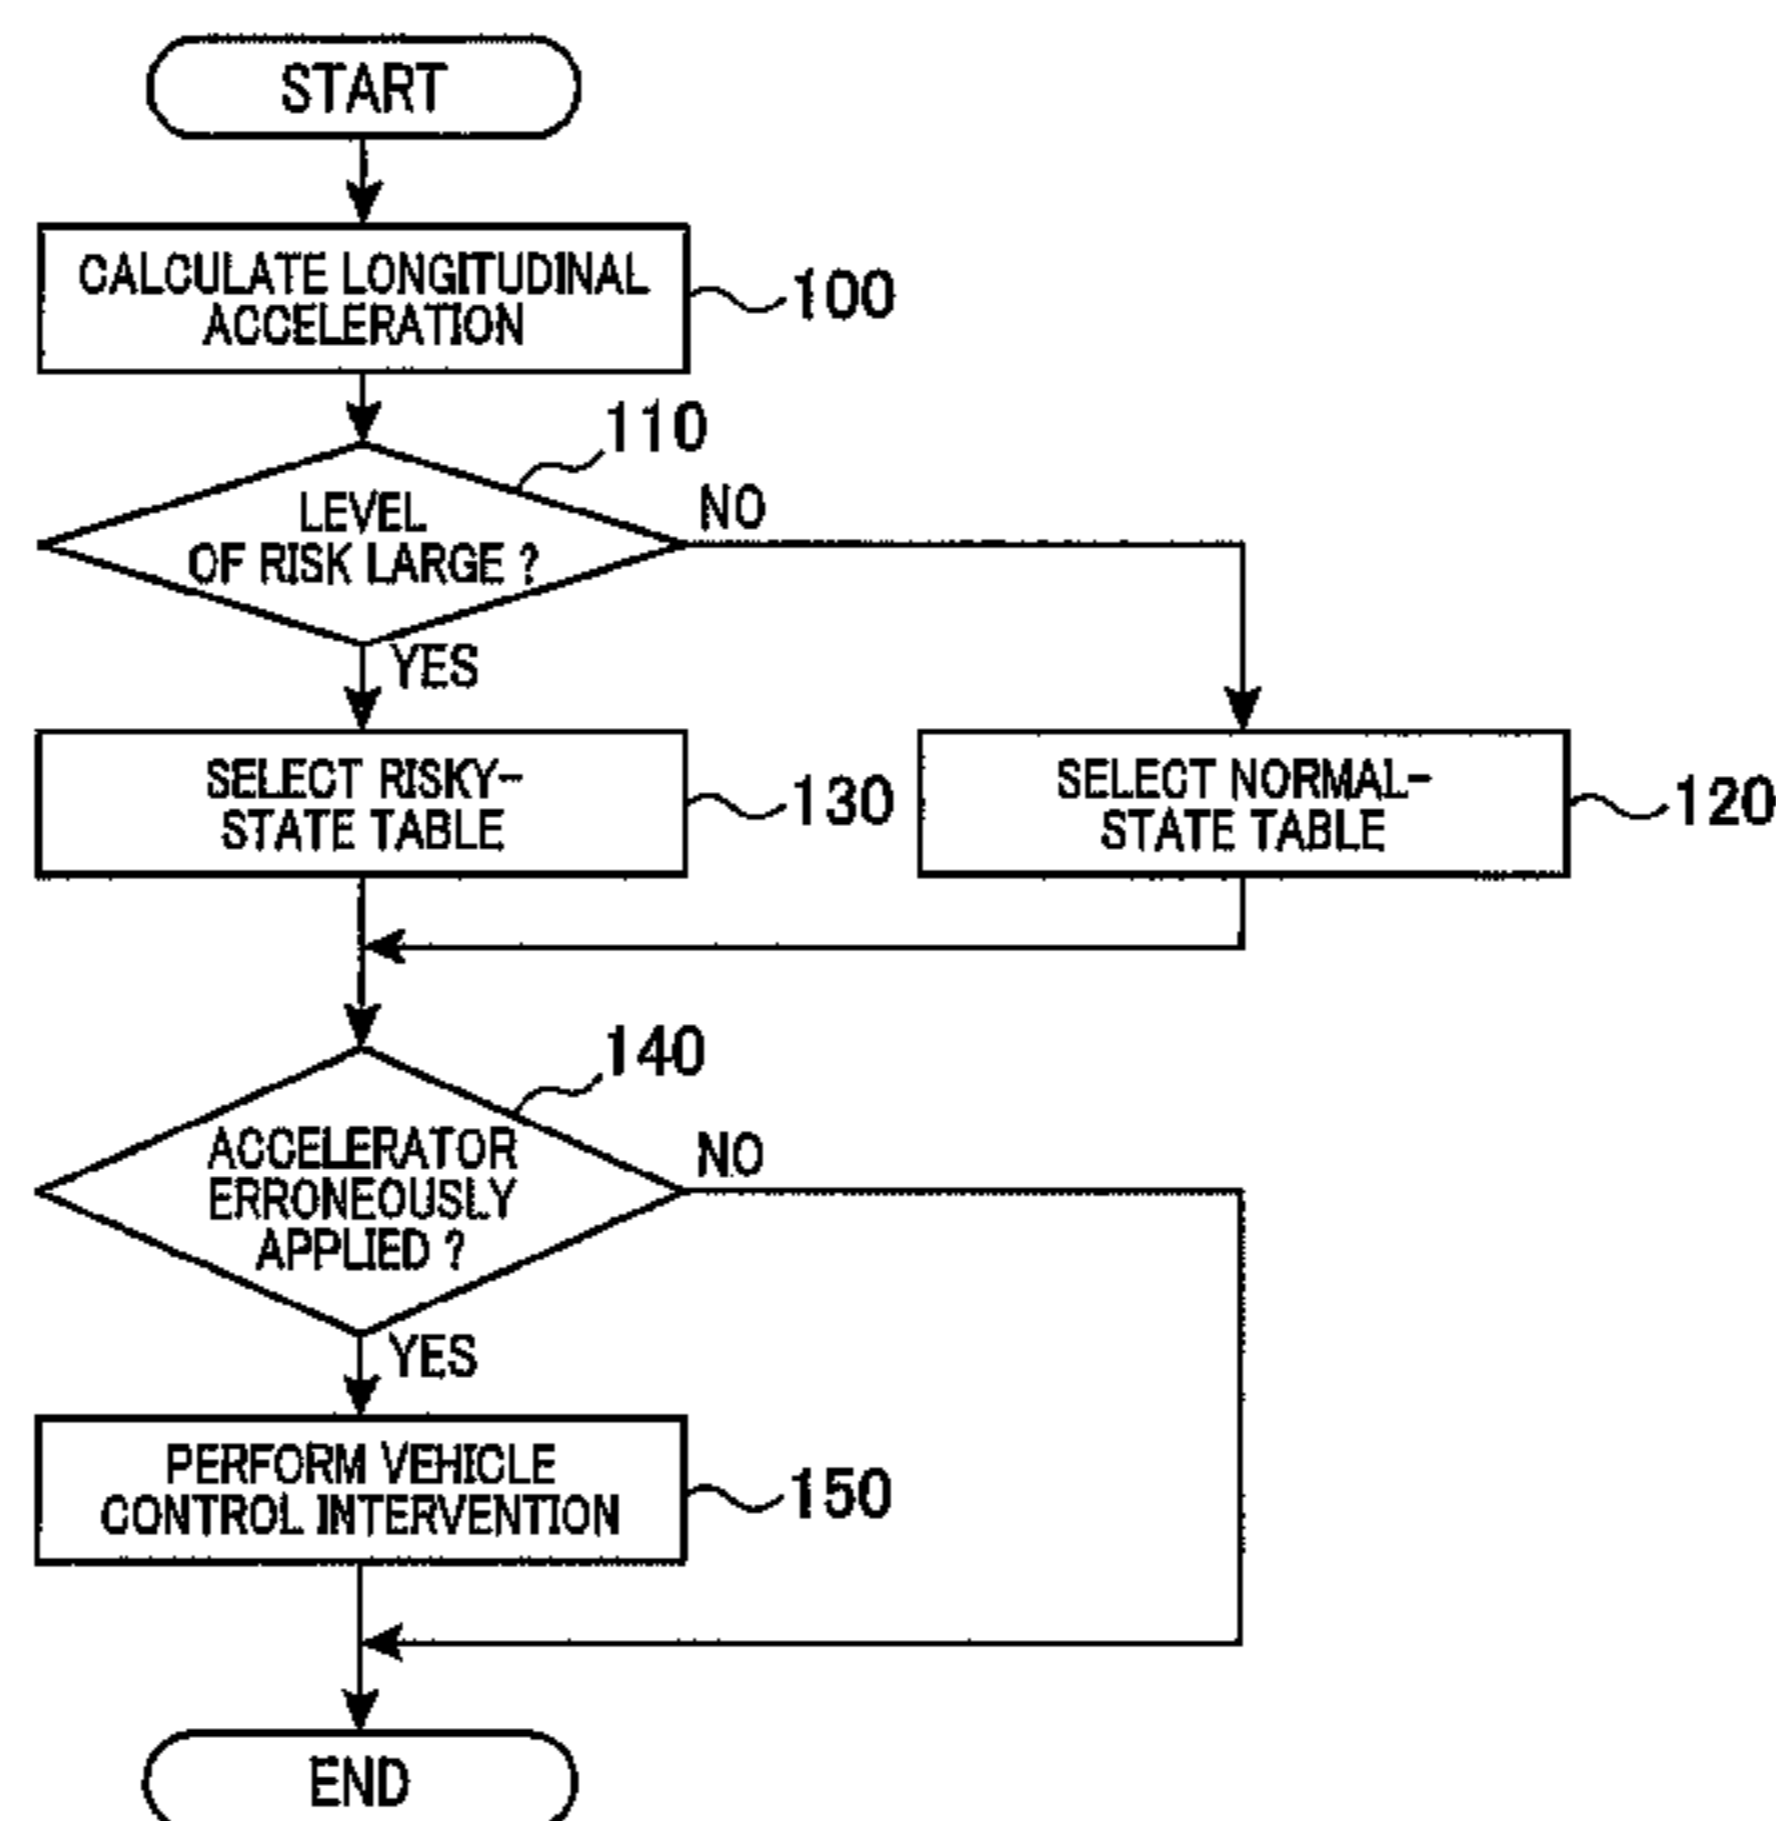 START
CALCULATE LONGITUDINAL
ACCELERATION
100
110
LEVEL
OF RISK LARGE ?
NO
YES
SELECT RISKY-
STATE TABLE
130
SELECT NORMAL-
STATE TABLE
120
140
ACCELERATOR
ERRONEOUSLY
APPLIED ?
NO
YES
PERFORM VEHICLE
CONTROL INTERVENTION
150
END